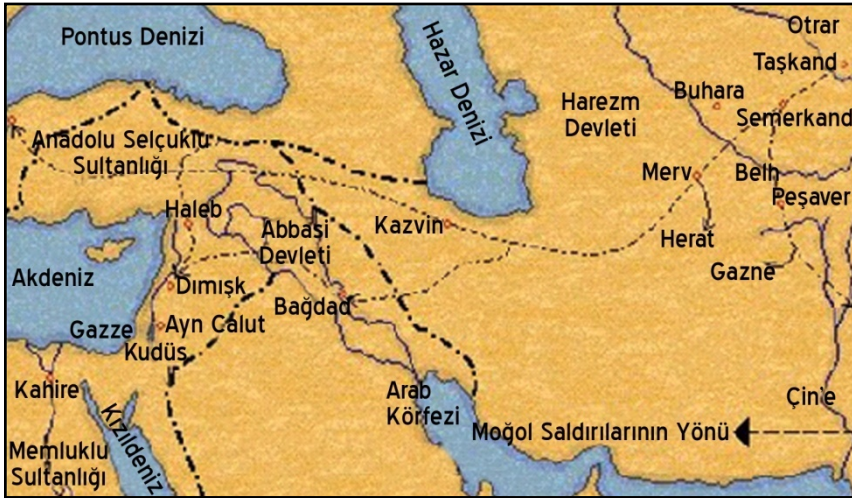 Pontus Denizi
Hazar Denizi
Otrar
Taşkand
Buhara
Semerkand
Harezm
Devleti
Anadolu Selçuklu
Sultanlığı
Merv
Belh
Peşaver
Haleb
Abbasi
Devleti
Kazvin
Herat
Gazne
Akdeniz
Dımışk
Bağdad
Gazze
Ayn Calut
Kudüs
Kahire
Kızıldeniz
Arab
Körfezi
Çin'e
Moğol Saldırılarının Yönü
Memluklu
Sultanlığı